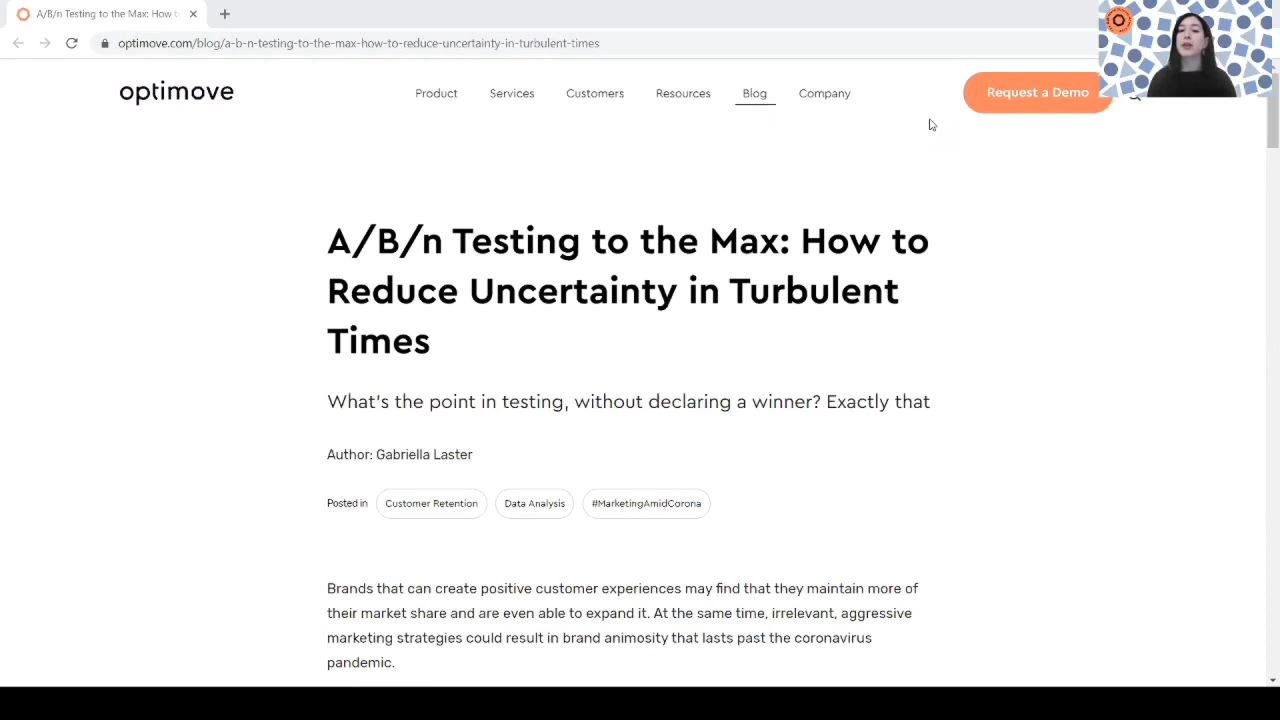 A/B/n Testing to the Max: How t
optimove.com/blog/a-b-n-testing-to-the-max-how-to-reduce-uncertainty-in-turbulent-times
optimove
Product
Services
Customers
Resources
Blog
Company
Request a Demo
A/B/n Testing to the Max: How to
Reduce Uncertainty in Turbulent
Times
What's the point in testing, without declaring a winner? Exactly that
Author: Gabriella Laster
Posted in
Customer Retention
Data Analysis
#MarketingAmidCorona
Brands that can create positive customer experiences may find that they maintain more of
their market share and are even able to expand it. At the same time, irrelevant, aggressive
marketing strategies could result in brand animosity that lasts past the coronavirus
pandemic.